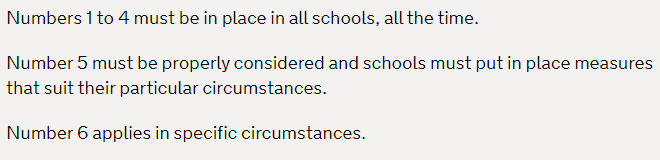 Numbers 1 to 4 must be in place in all schools, all the time.
Number 5 must be properly considered and schools must put in place measures
that suit their particular circumstances.
Number 6 applies in specific circumstances.